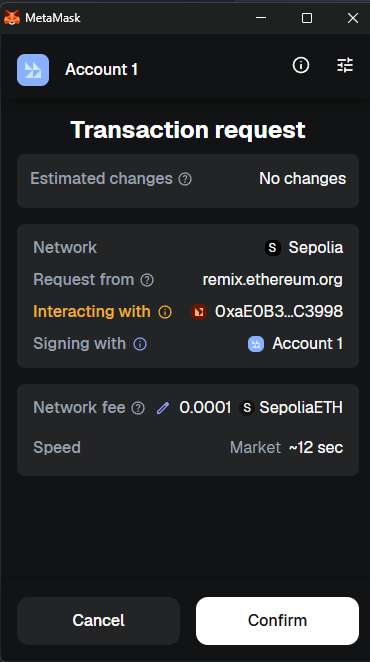 MetaMask
Account 1
Transaction request
Estimated changes No changes
Network S Sepolia
Request from remix.ethereum.org
Interacting with 0xaE0B3...C3998
Signing with Account 1
Network fee 0.0001 S SepoliaETH
Speed Market ~12 sec
Cancel Confirm